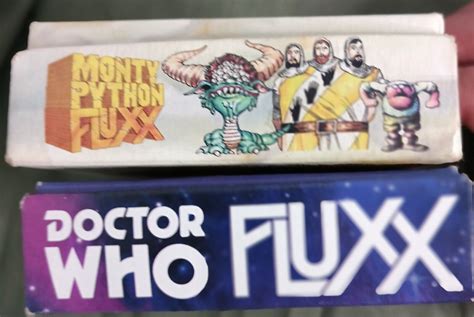 MONTY
PYTHON
FLUXX
DOCTOR
WHO
FLUXX